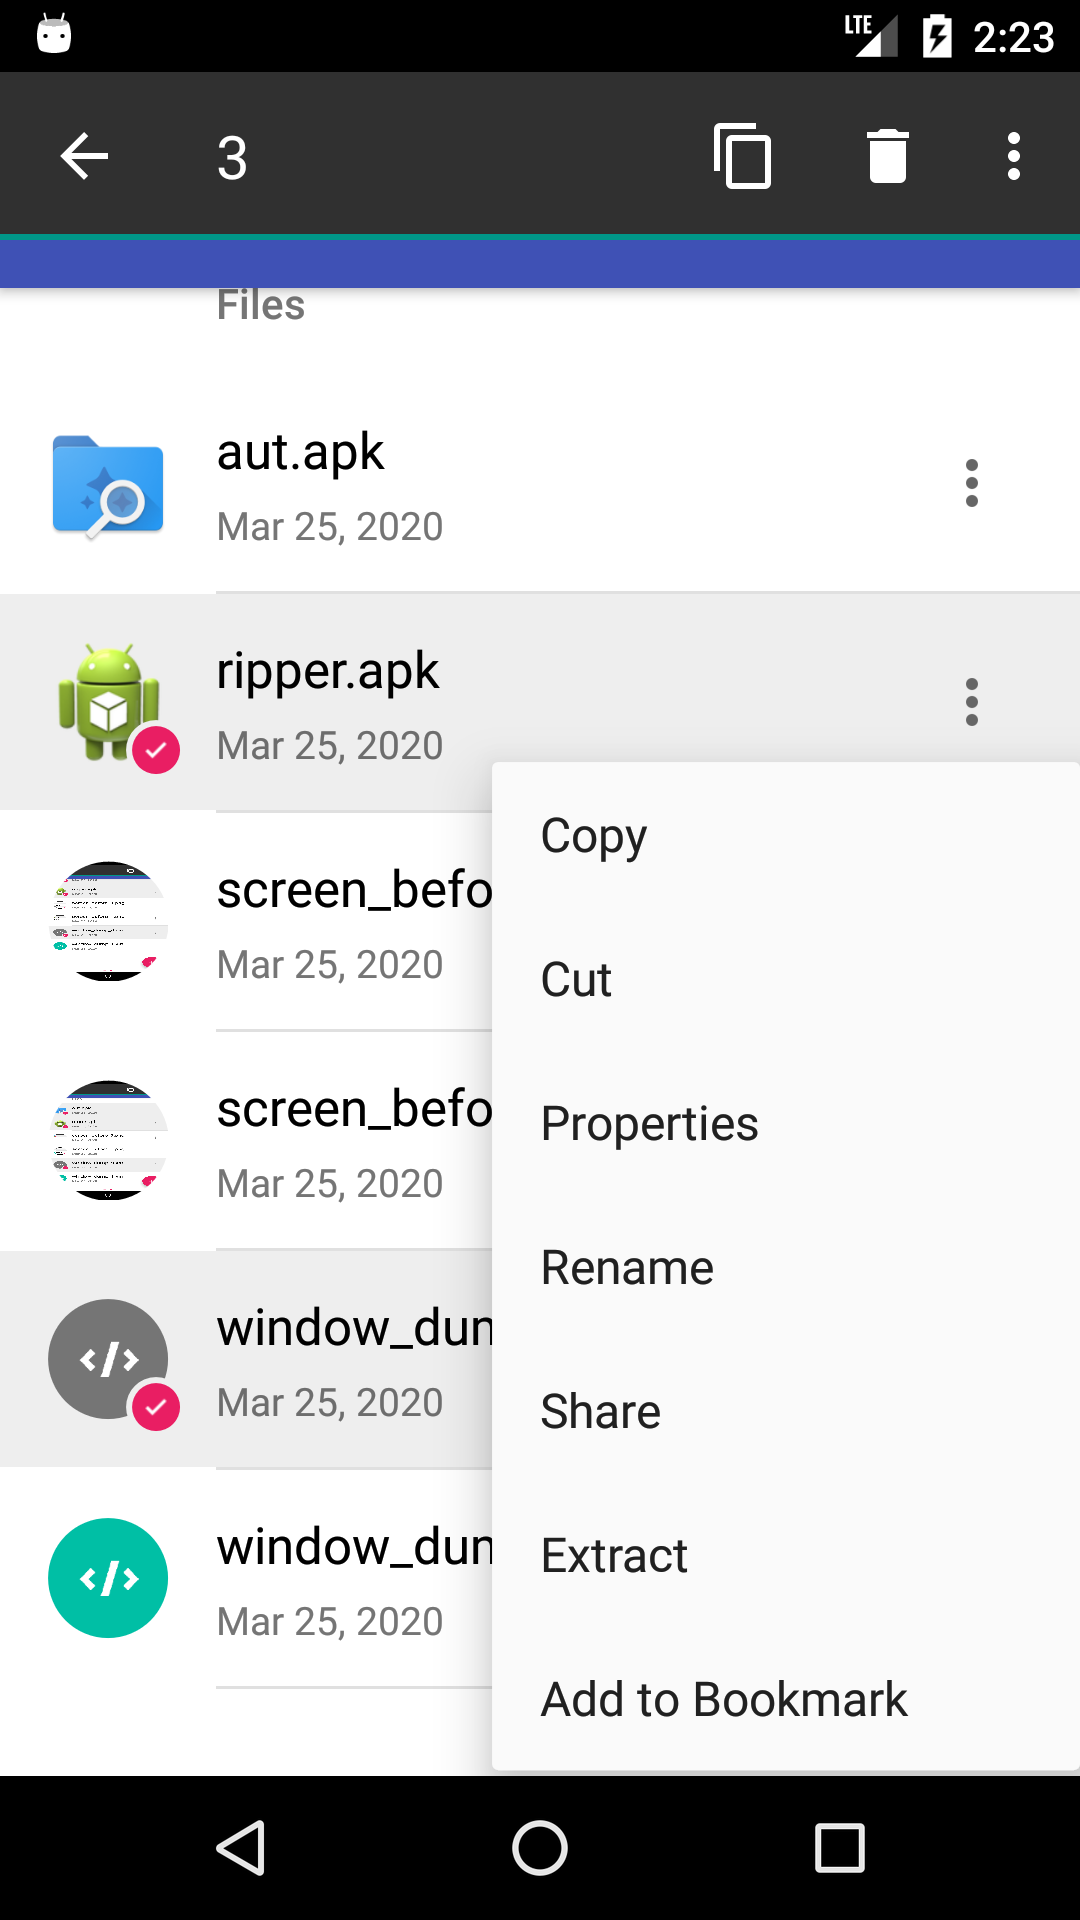 LTE 2:23
3
Files
aut.apk
Mar 25, 2020
ripper.apk
Mar 25, 2020
Copy
screen_befo
Mar 25, 2020
Cut
screen_befo
Mar 25, 2020
Properties
Rename
window_dun
Mar 25, 2020
Share
window_dun
Mar 25, 2020
Extract
Add to Bookmark